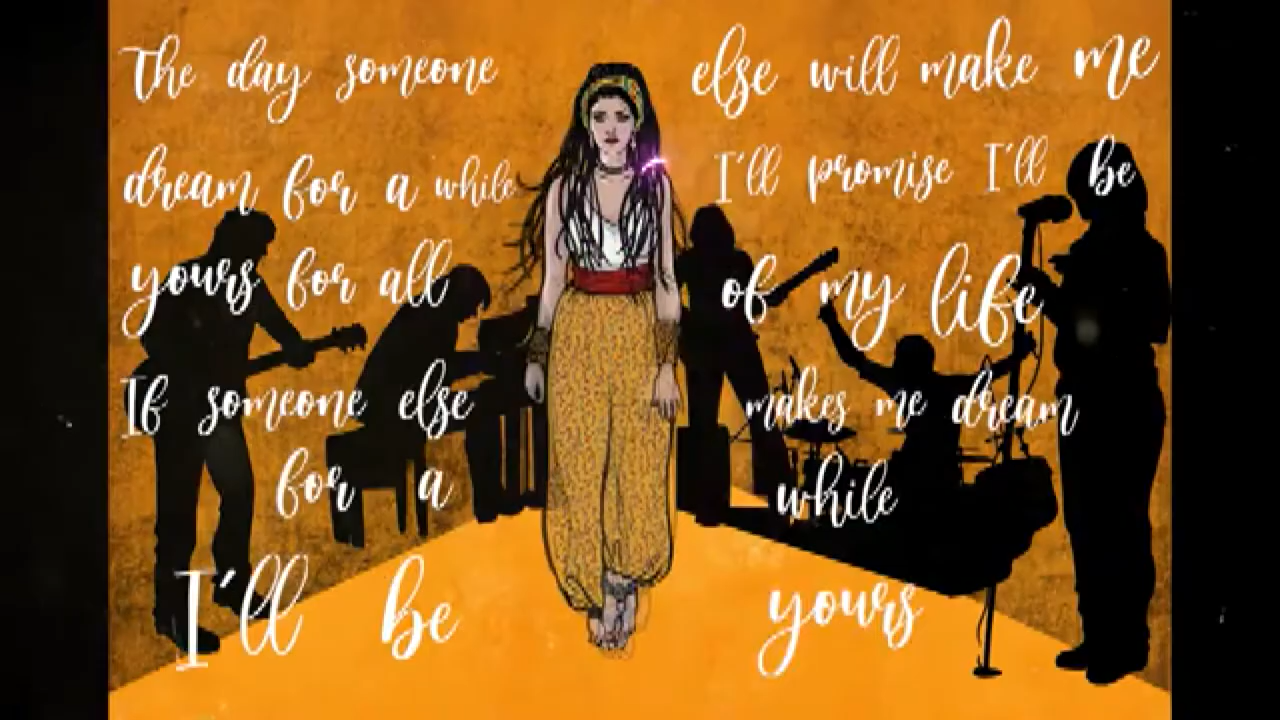 The day someone else will make me
dream for a while I'll promise I'll be
yours for all of my life
If someone else makes me dream
for a while
I'll be yours